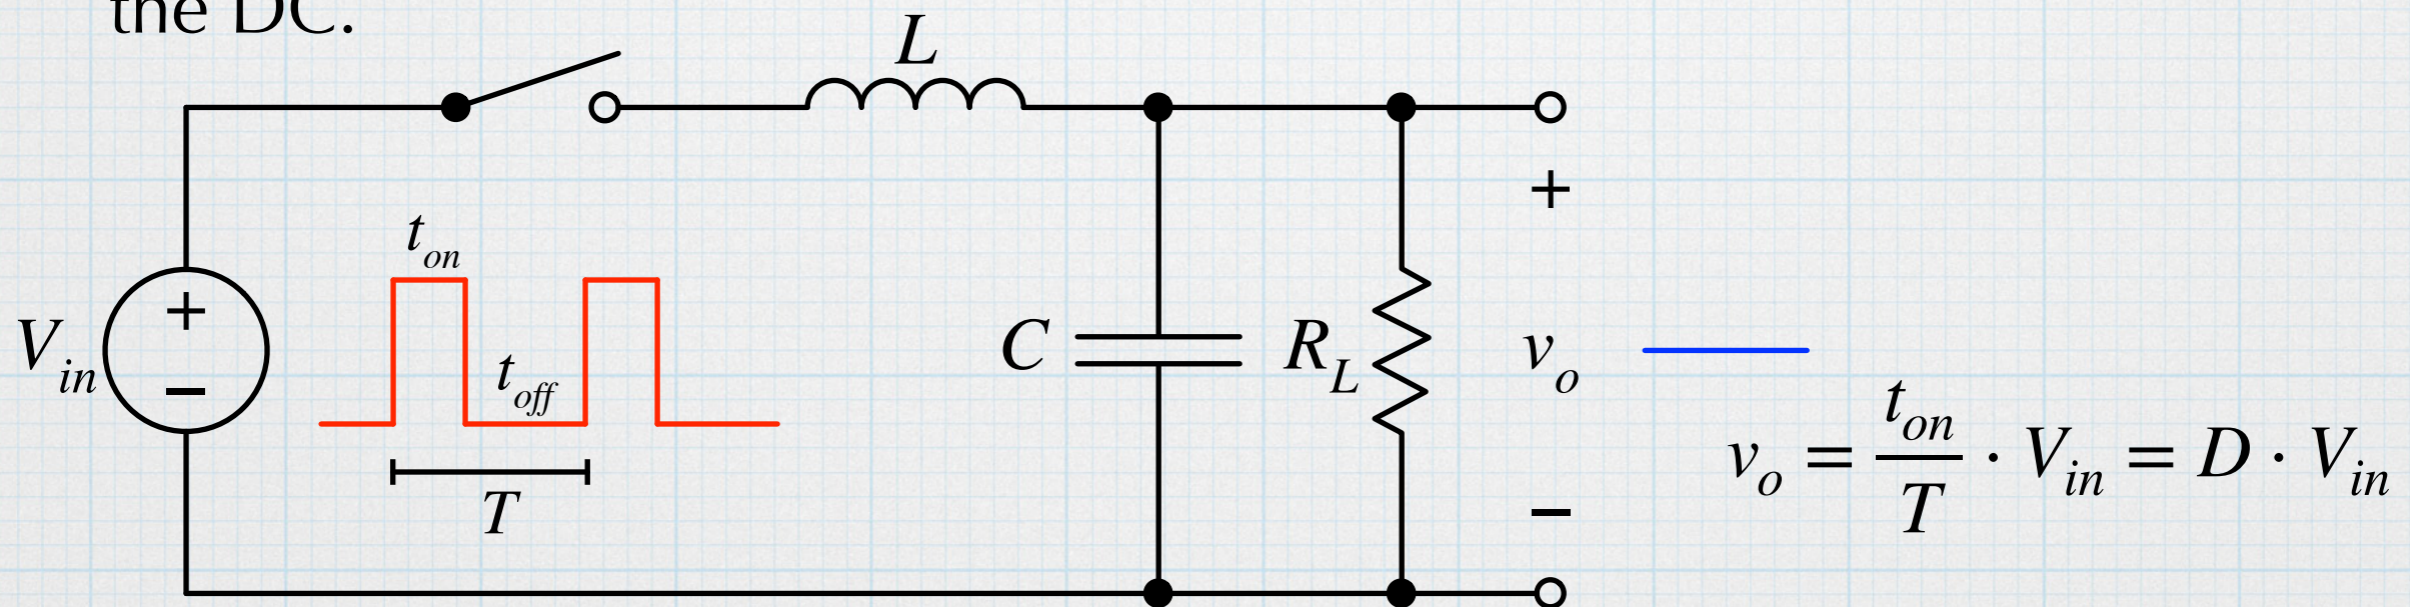 the DC.
L
t_on
+
V_in
+
−
t_off
C
R_L
v_o
T
−
v_o = t_on/T · V_in = D · V_in